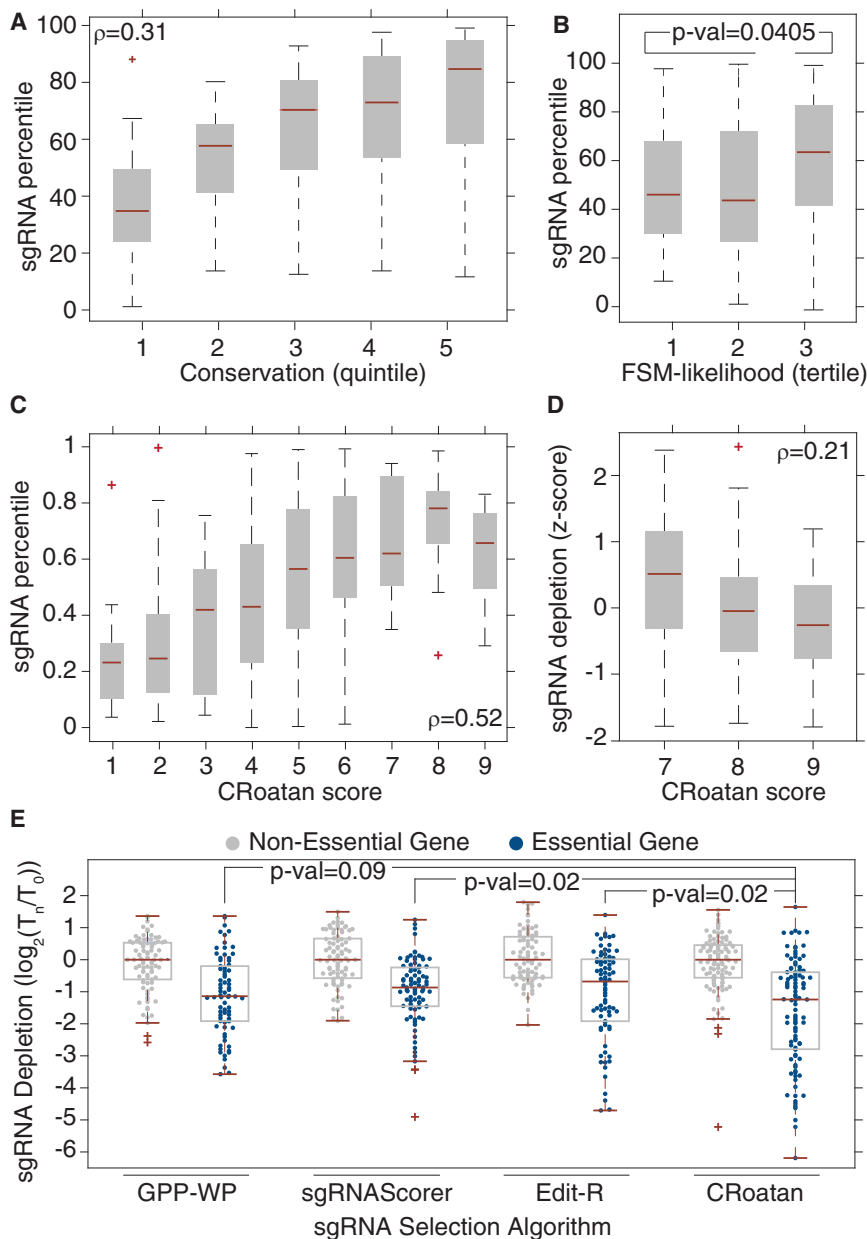 A
ρ=0.31
sgRNA percentile
100
80
60
40
20
0
1 2 3 4 5
Conservation (quintile)
B
p-val=0.0405
sgRNA percentile
100
80
60
40
20
0
1 2 3
FSM-likelihood (tertile)
C
sgRNA percentile
1
0.8
0.6
0.4
0.2
0
ρ=0.52
1 2 3 4 5 6 7 8 9
CRoatan score
D
ρ=0.21
sgRNA depletion (z-score)
2
1
0
-1
-2
7 8 9
CRoatan score
E
Non-Essential Gene Essential Gene
p-val=0.09
p-val=0.02
p-val=0.02
sgRNA Depletion (log2(Tn/T0))
2
1
0
-1
-2
-3
-4
-5
-6
GPP-WP sgRNAScorer Edit-R CRoatan
sgRNA Selection Algorithm